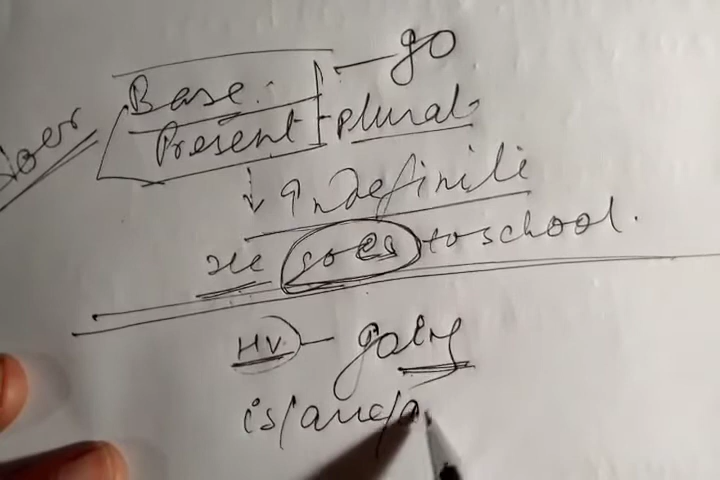 Base. — go
Does
Present plural
↓ Indefinite
He goes to school.
HV — going
is/are/a